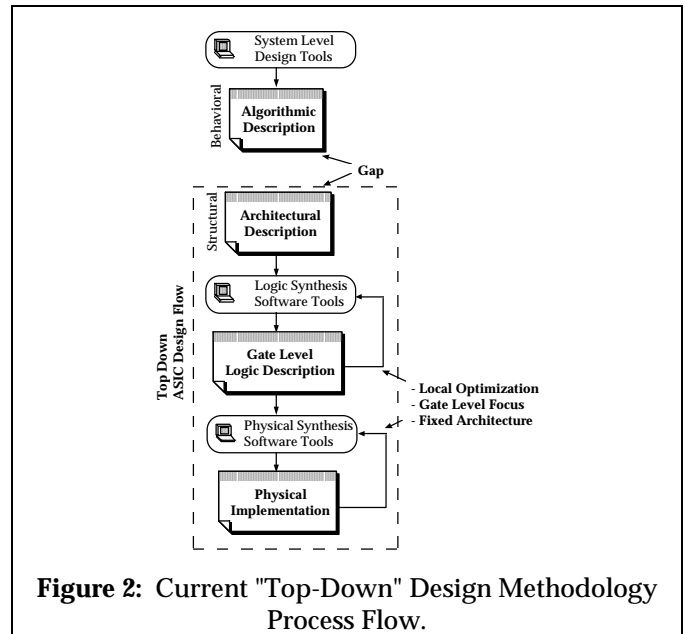 System Level
Design Tools
Behavioral
Algorithmic
Description
Gap
Structural
Architectural
Description
Logic Synthesis
Software Tools
Top Down
ASIC Design Flow
Gate Level
Logic Description
- Local Optimization
- Gate Level Focus
- Fixed Architecture
Physical Synthesis
Software Tools
Physical
Implementation
Figure 2: Current "Top-Down" Design Methodology
Process Flow.